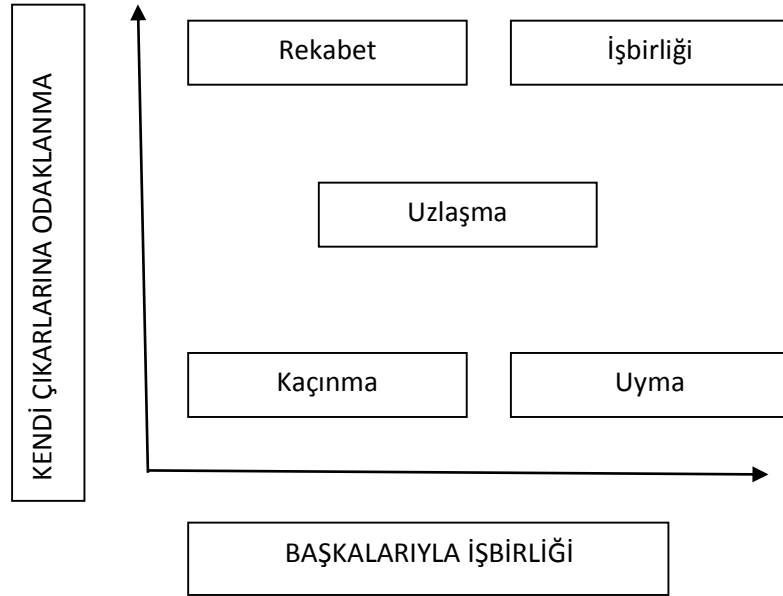 KENDİ ÇIKARLARINA ODAKLANMA
Rekabet
İşbirliği
Uzlaşma
Kaçınma
Uyma
BAŞKALARIYLA İŞBİRLİĞİ